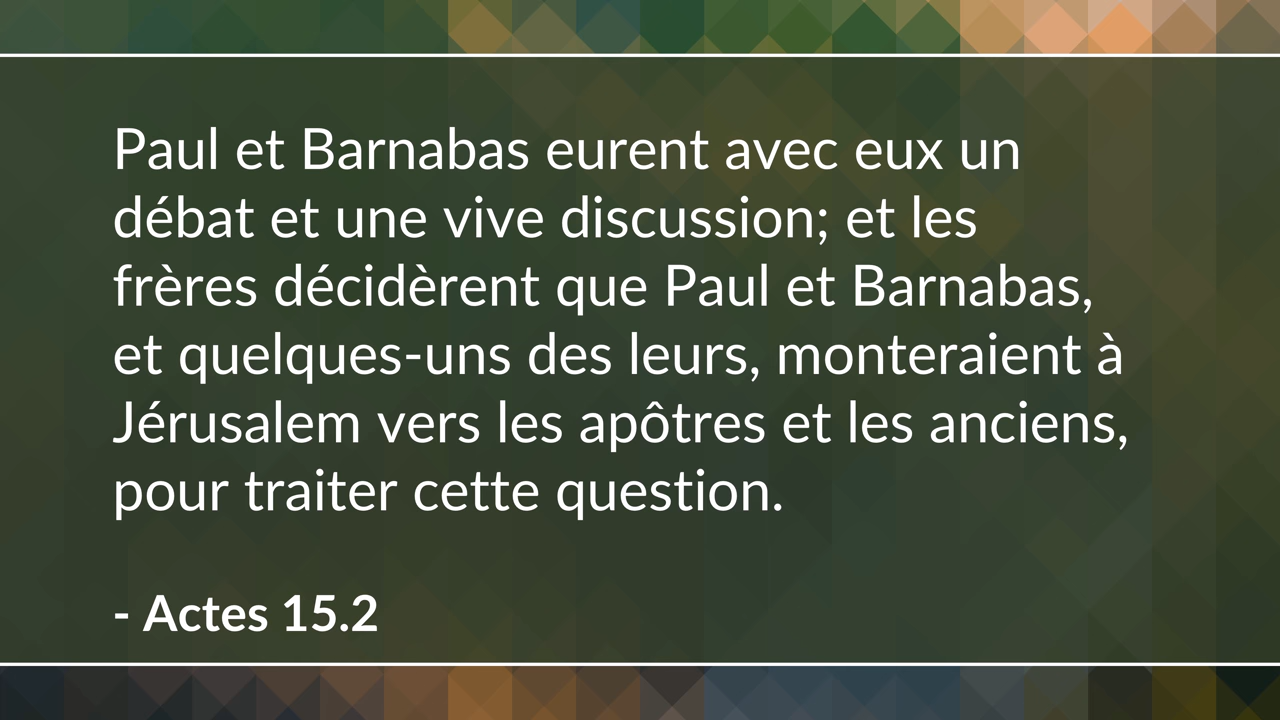 Paul et Barnabas eurent avec eux un
débat et une vive discussion; et les
frères décidèrent que Paul et Barnabas,
et quelques-uns des leurs, monteraient à
Jérusalem vers les apôtres et les anciens,
pour traiter cette question.
- Actes 15.2